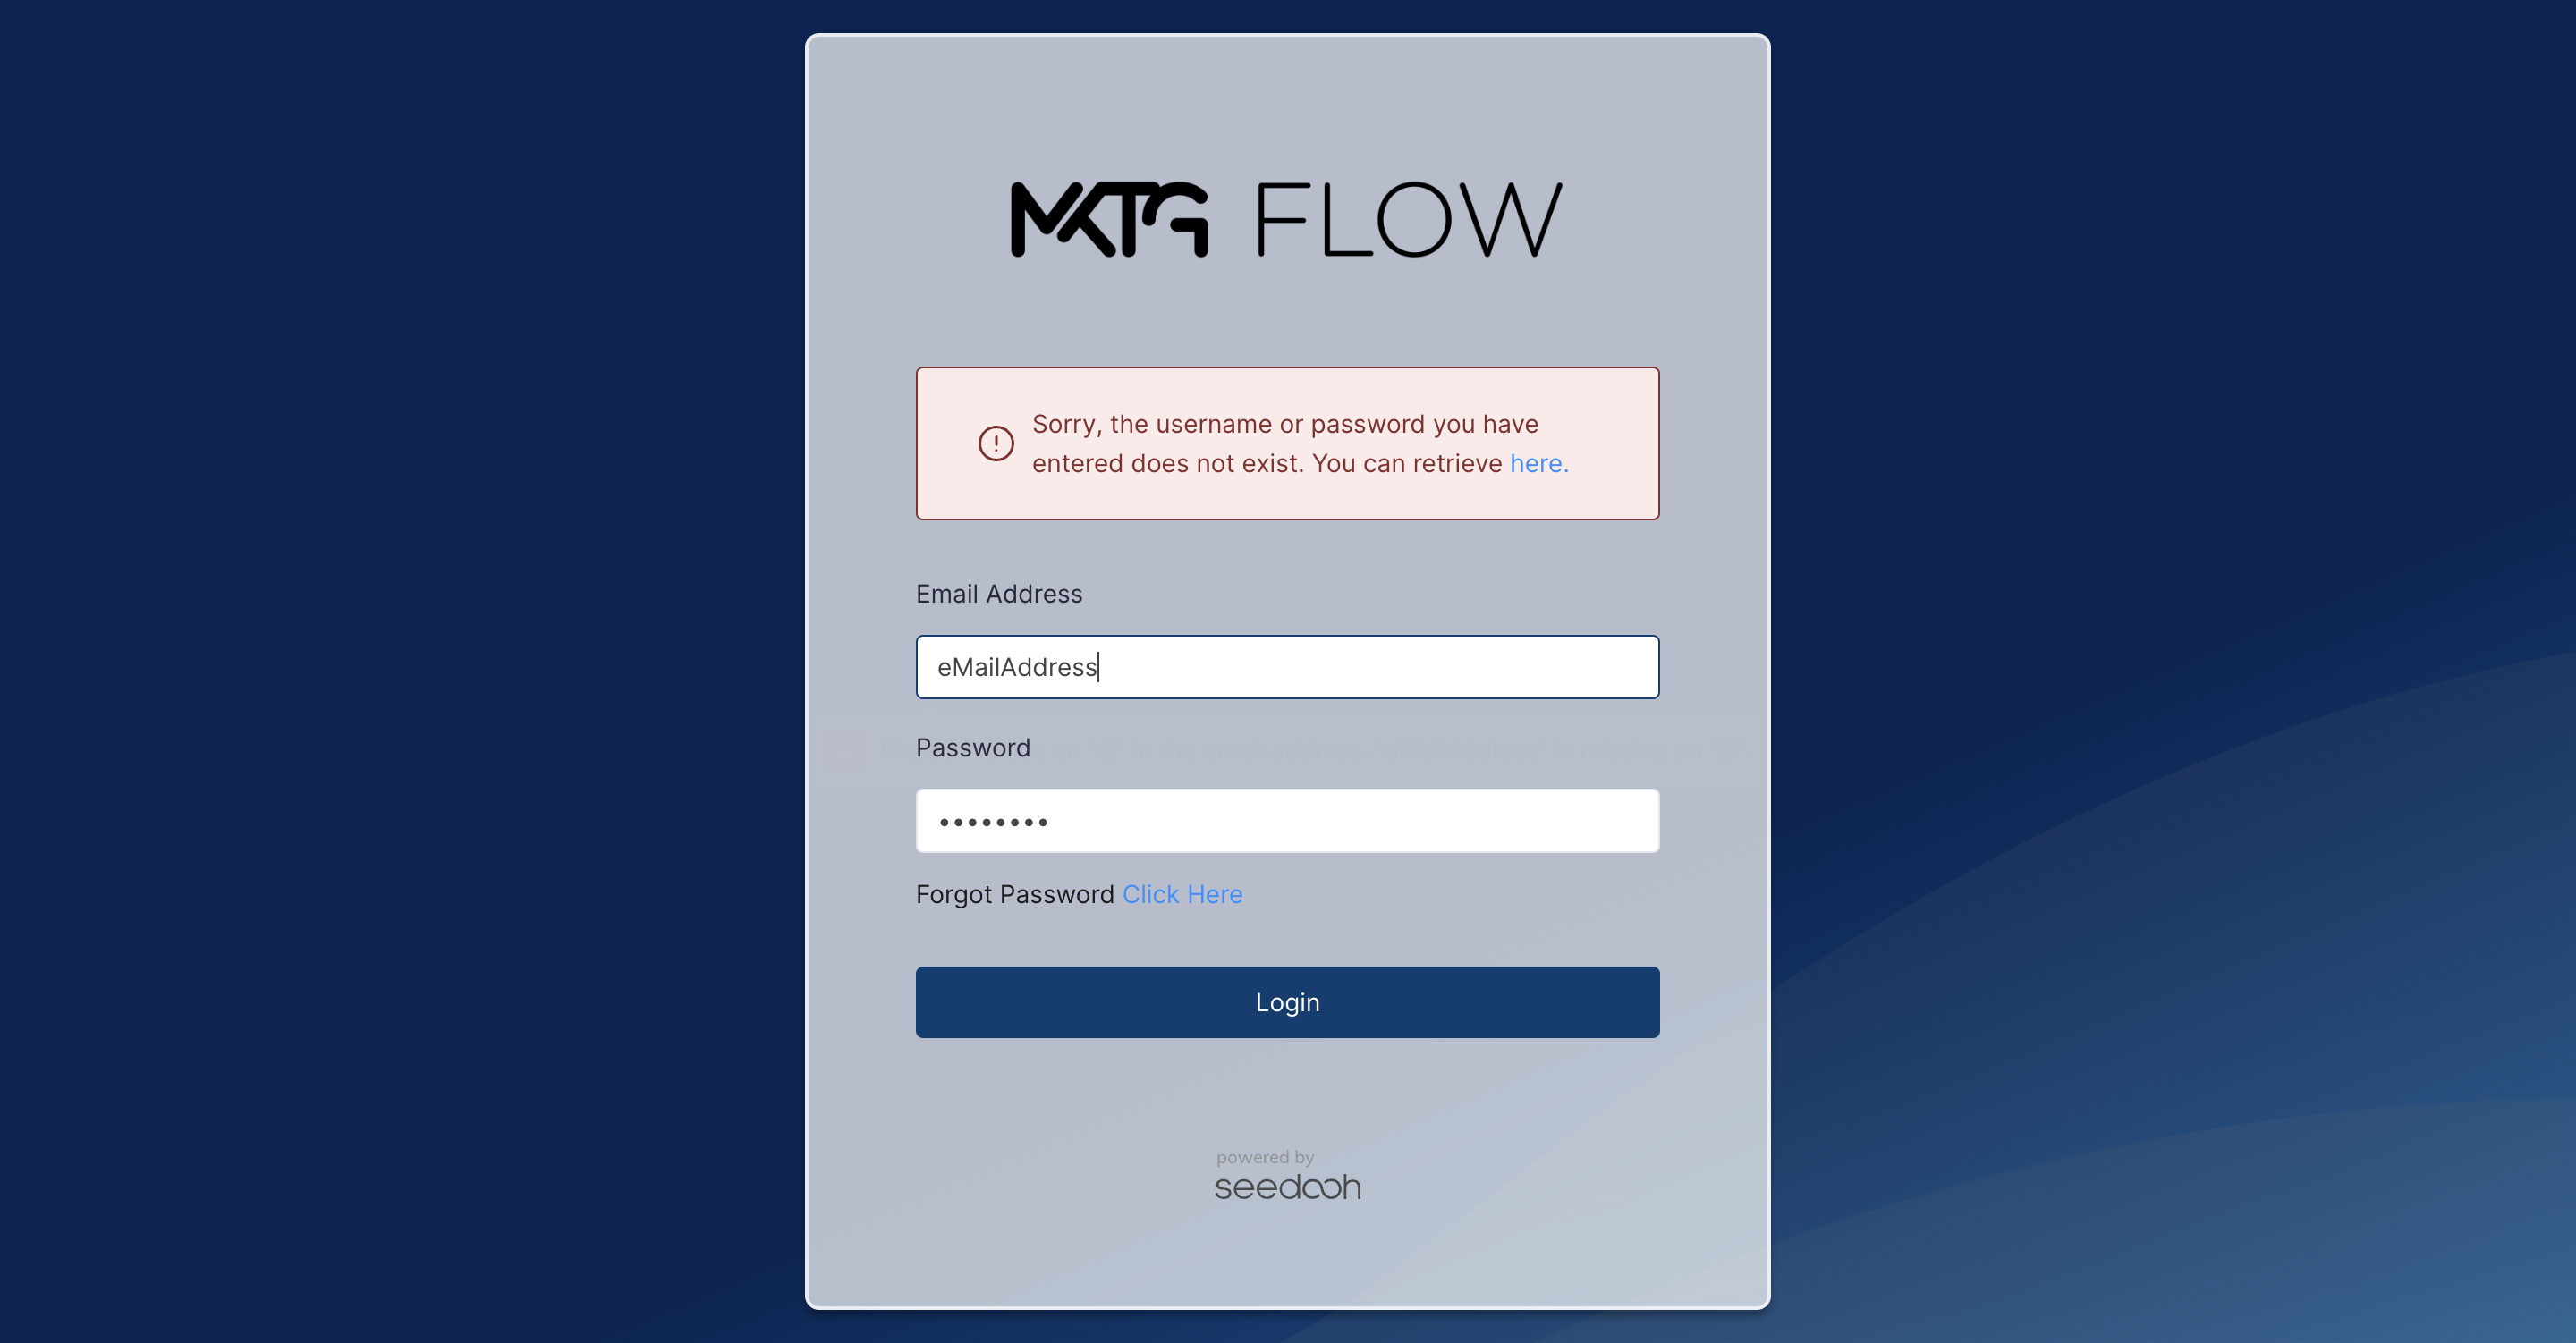 MKTG FLOW
Sorry, the username or password you have
entered does not exist. You can retrieve here.
Email Address
eMailAddress
Password
••••••••
Forgot Password Click Here
Login
powered by
seedooh